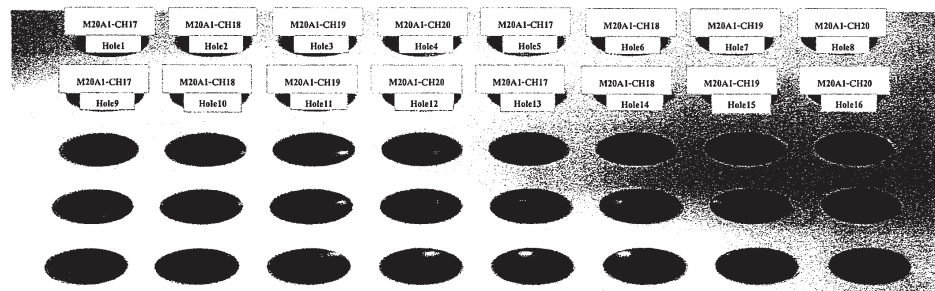 M20A1-CH17 M20A1-CH18 M20A1-CH19 M20A1-CH20 M20A1-CH17 M20A1-CH18 M20A1-CH19 M20A1-CH20
Hole1 Hole2 Hole3 Hole4 Hole5 Hole6 Hole7 Hole8
M20A1-CH17 M20A1-CH18 M20A1-CH19 M20A1-CH20 M20A1-CH17 M20A1-CH18 M20A1-CH19 M20A1-CH20
Hole9 Hole10 Hole11 Hole12 Hole13 Hole14 Hole15 Hole16